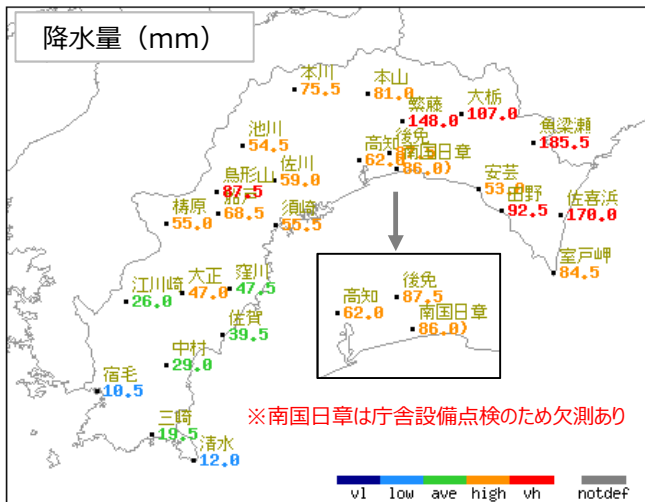 降水量（mm）
本川
75.5
本山
81.0
繁藤
148.0
大栃
107.0
魚梁瀬
185.5
池川
54.5
佐川
59.0
高知
62.0
後免
南国日章
86.0)
安芸
53.0
田野
92.5
佐喜浜
170.0
室戸岬
84.5
鳥形山
87.5
船戸
68.5
梼原
55.0
須崎
55.5
江川崎
26.0
大正
47.0
窪川
47.5
佐賀
39.5
中村
29.0
宿毛
10.5
三崎
19.5
清水
12.0
高知
62.0
後免
87.5
南国日章
86.0)
※南国日章は庁舎設備点検のため欠測あり
vl low ave high vh notdef